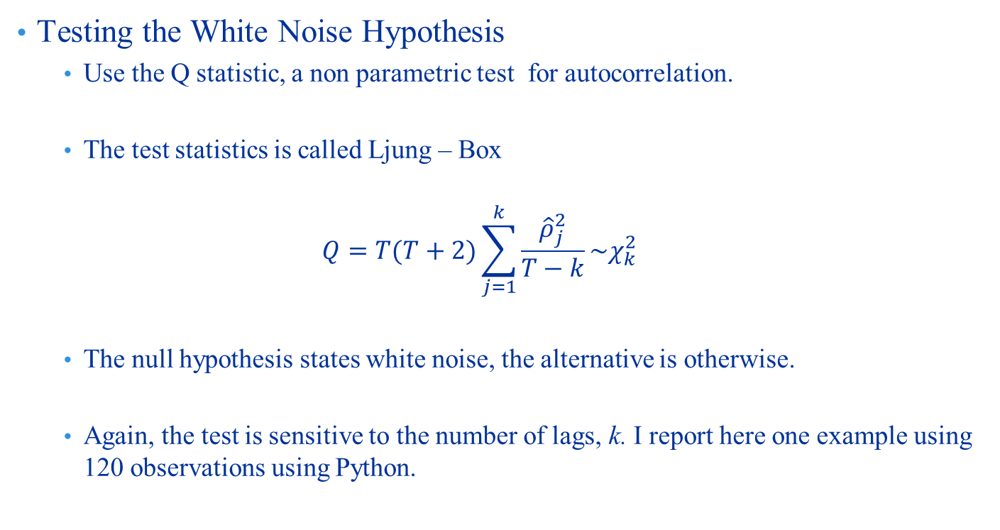 • Testing the White Noise Hypothesis
• Use the Q statistic, a non parametric test for autocorrelation.
• The test statistics is called Ljung – Box
$Q = T(T+2)\sum_{j=1}^{k}\frac{\hat{\rho}_j^2}{T-k} \sim \chi_k^2$
• The null hypothesis states white noise, the alternative is otherwise.
• Again, the test is sensitive to the number of lags, k. I report here one example using
120 observations using Python.